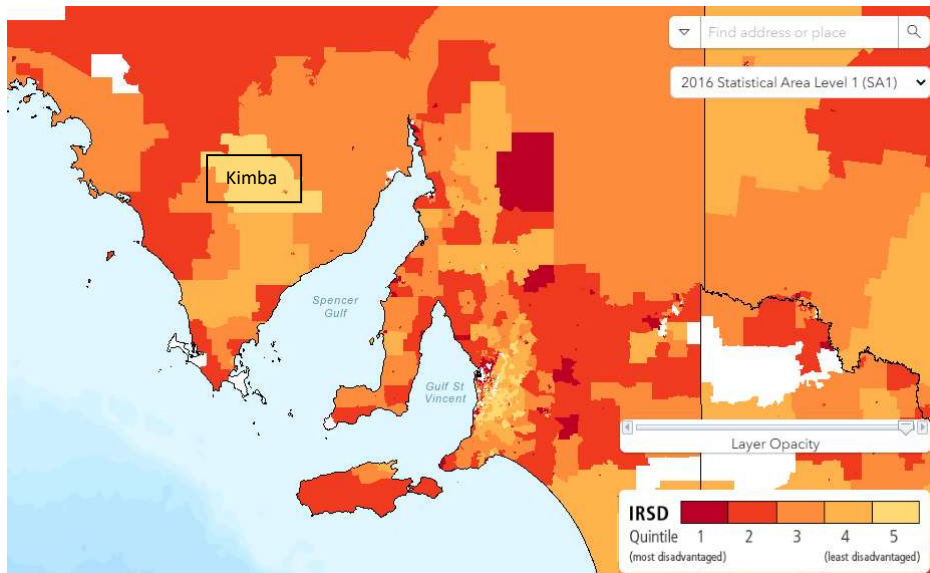 Find address or place
2016 Statistical Area Level 1 (SA1)
Kimba
Spencer
Gulf
Gulf St
Vincent
Layer Opacity
IRSD
Quintile 1 2 3 4 5
(most disadvantaged) (least disadvantaged)